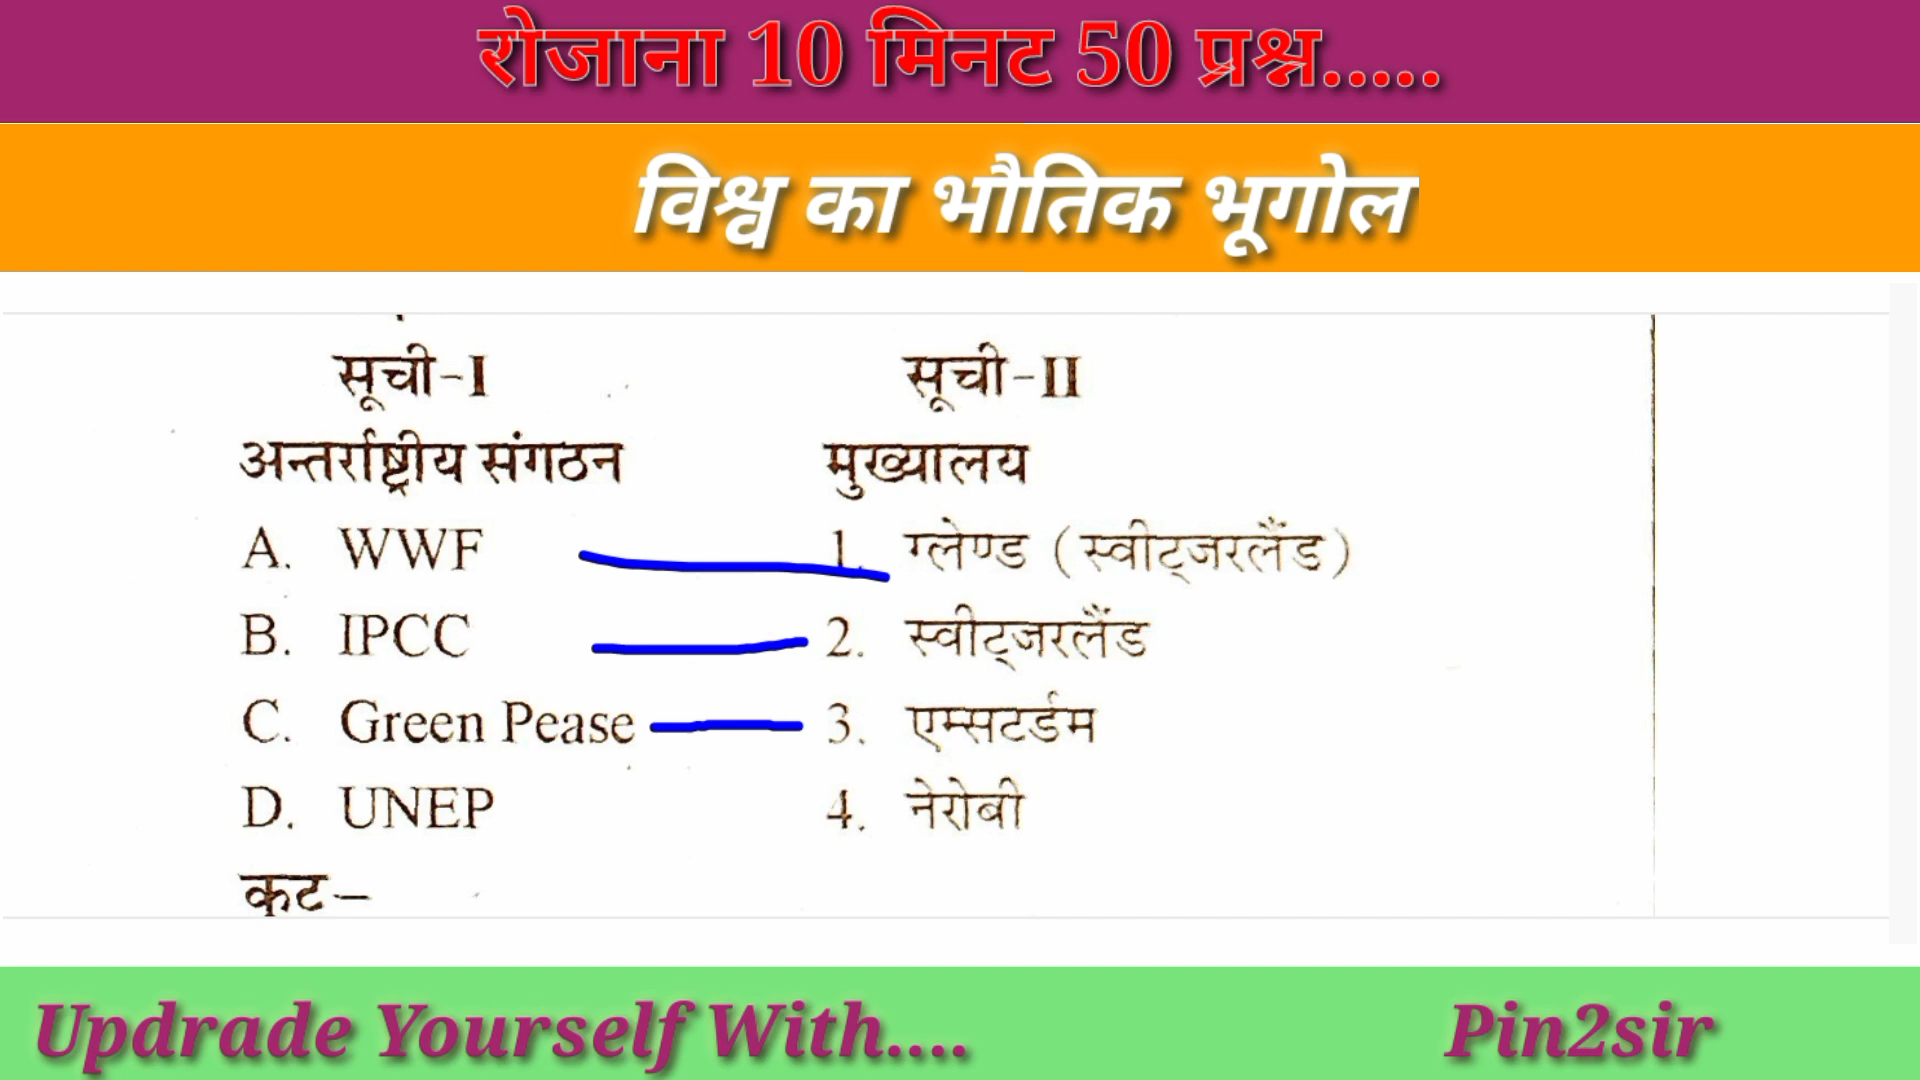 रोजाना 10 मिनट 50 प्रश्न.....
विश्व का भौतिक भूगोल
सूची-I सूची-II
अन्तर्राष्ट्रीय संगठन मुख्यालय
A. WWF 1. ग्लेण्ड (स्वीट्जरलैंड)
B. IPCC 2. स्वीट्जरलैंड
C. Green Pease 3. एम्सटर्डम
D. UNEP 4. नेरोबी
कूट–
Updrade Yourself With.... Pin2sir